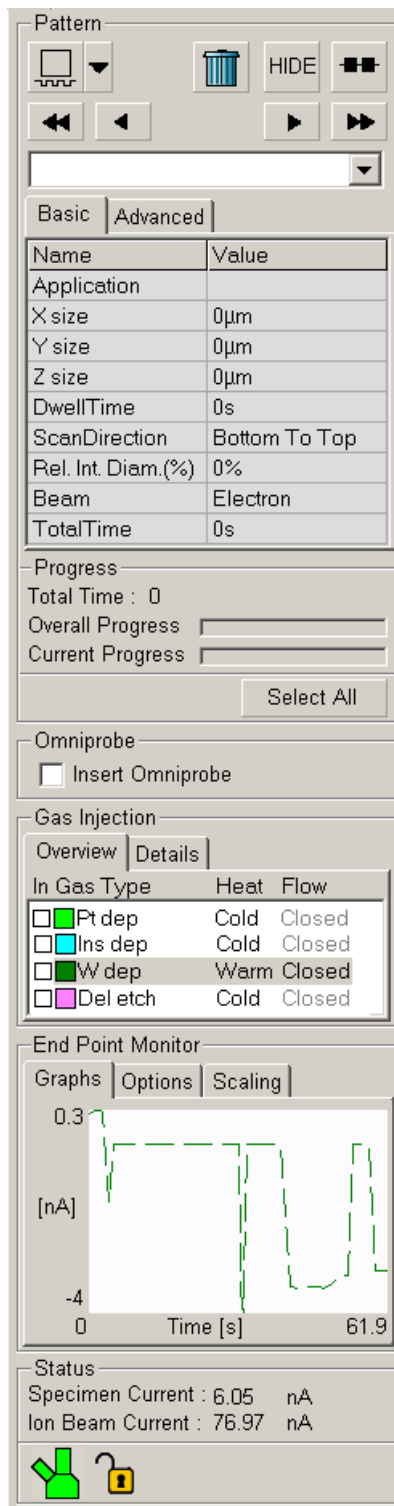 Pattern
HIDE
Basic Advanced
Name Value
Application
X size 0µm
Y size 0µm
Z size 0µm
DwellTime 0s
ScanDirection Bottom To Top
Rel. Int. Diam.(%) 0%
Beam Electron
TotalTime 0s
Progress
Total Time : 0
Overall Progress
Current Progress
Select All
Omniprobe
Insert Omniprobe
Gas Injection
Overview Details
In Gas Type Heat Flow
Pt dep Cold Closed
Ins dep Cold Closed
W dep Warm Closed
Del etch Cold Closed
End Point Monitor
Graphs Options Scaling
0.3
[nA]
-4
0 Time [s] 61.9
Status
Specimen Current : 6.05 nA
Ion Beam Current : 76.97 nA